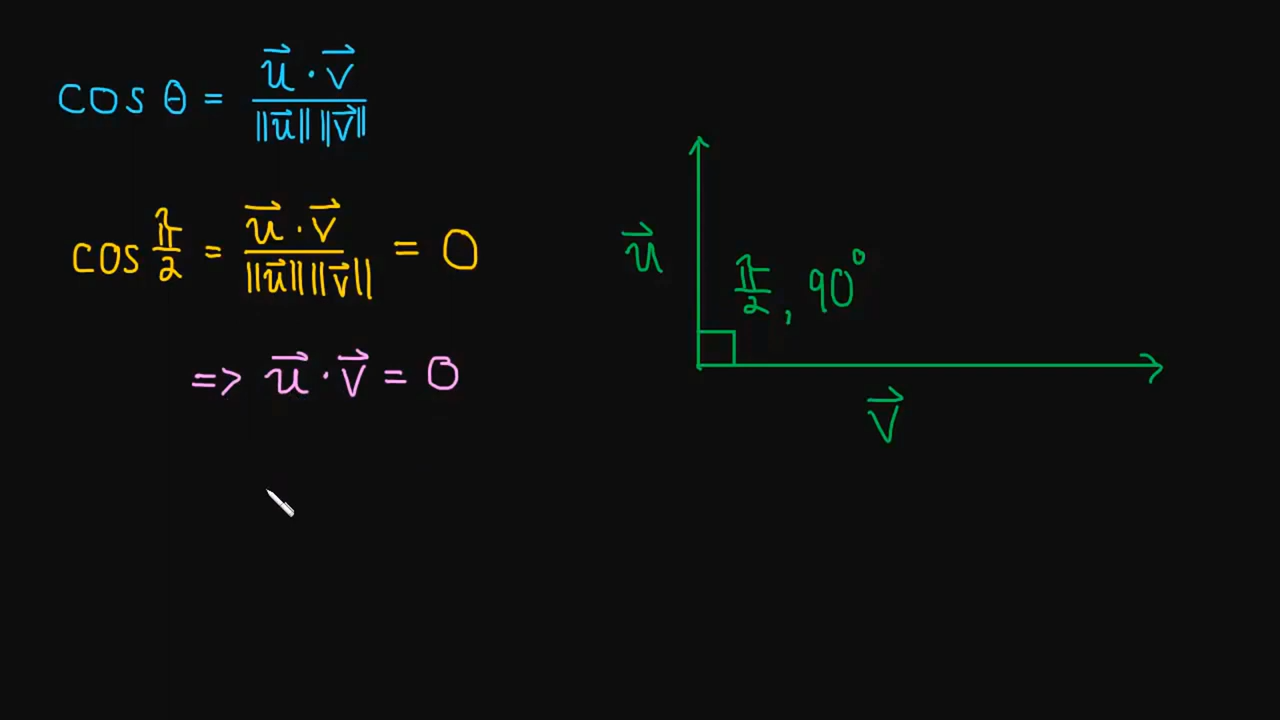 cos θ = u⃗ · v⃗ / ||u⃗|| ||v⃗||
cos π/2 = u⃗ · v⃗ / ||u⃗|| ||v⃗|| = 0
=> u⃗ · v⃗ = 0
u⃗
π/2, 90°
v⃗